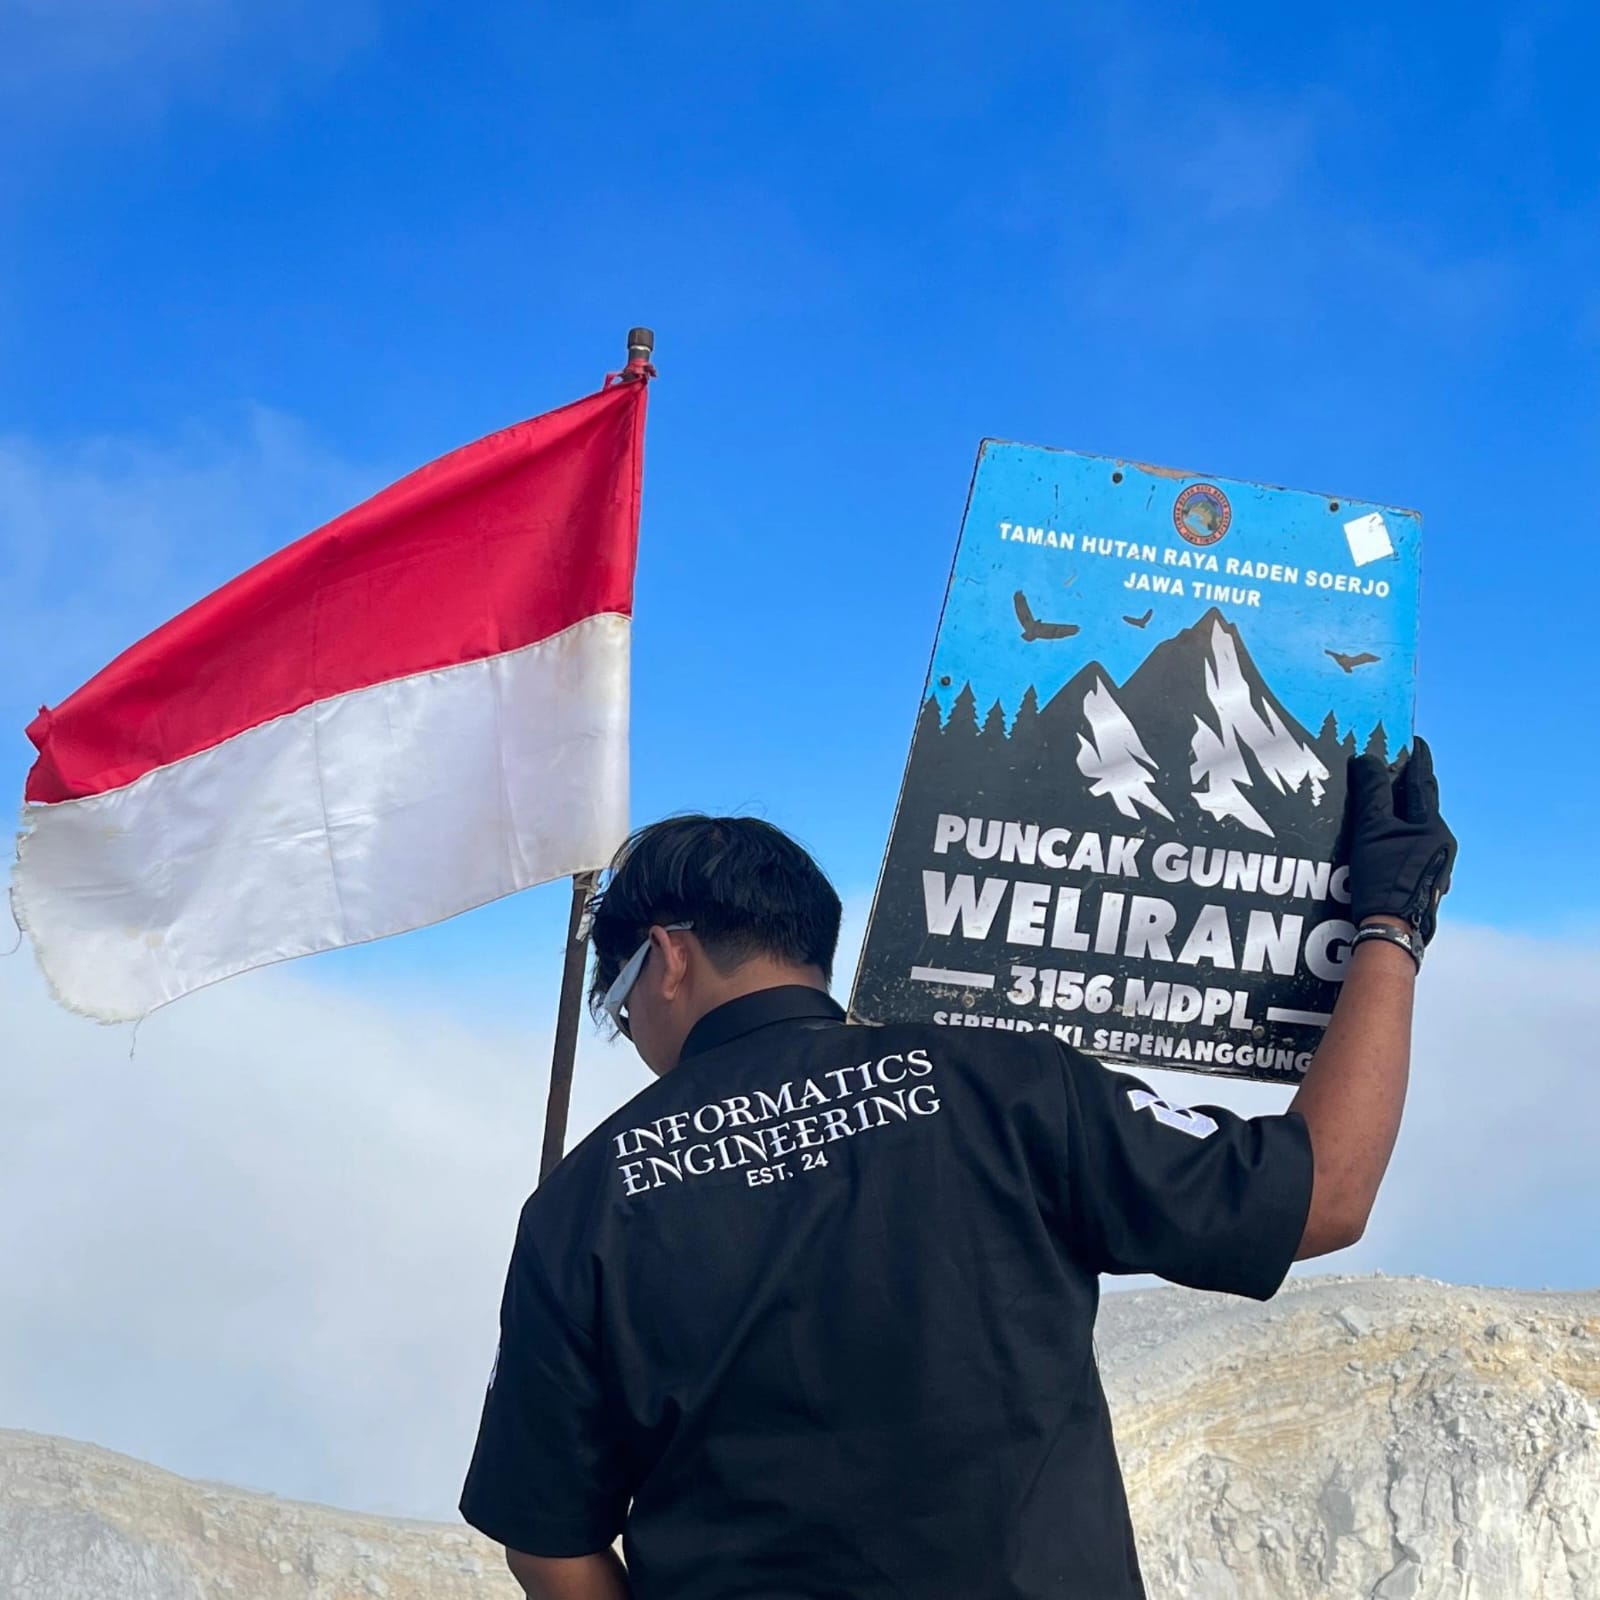 TAMAN HUTAN RAYA RADEN SOERJO
JAWA TIMUR
PUNCAK GUNUNG
WELIRANG
3156 MDPL
SEPENDAKI SEPENANGGUNG
INFORMATICS
ENGINEERING
EST. 24